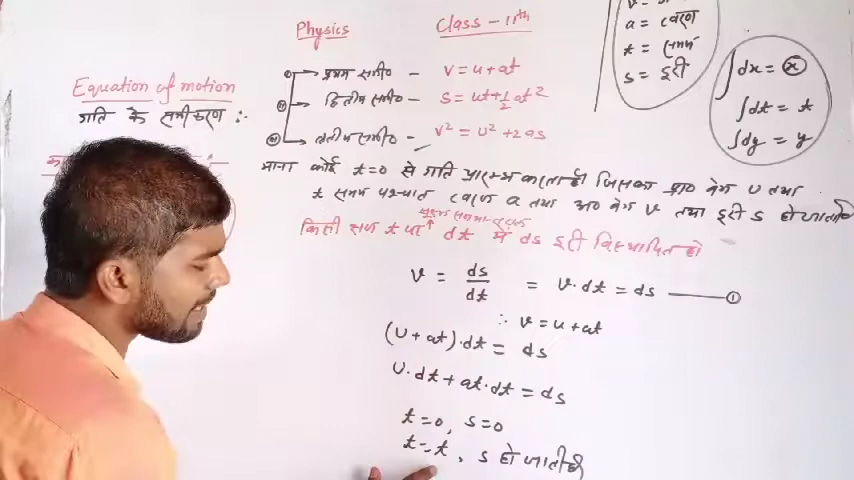 Physics
Class - 11th
Equation of motion
गति के समीकरण :-
प्रथम समी० - v = u + at
द्वितीय समी० - s = ut + 1/2 at²
तृतीय समी० - v² = u² + 2as
a = त्वरण
t = समय
s = दूरी
∫dx = x
∫dt = t
∫dy = y
माना कोई t=0 से गति प्रारम्भ करता है जिसका प्रा० वेग u तथा
t समय पश्चात त्वरण a तथा अ० वेग v तथा दूरी s हो जाती
किसी क्षण t पर dt में ds दूरी विस्थापित हो
v = ds/dt = v·dt = ds ——— ①
∴ v = u + at
(u + at)·dt = ds
u·dt + at·dt = ds
t = 0, s = 0
t = t, s हो जाती है